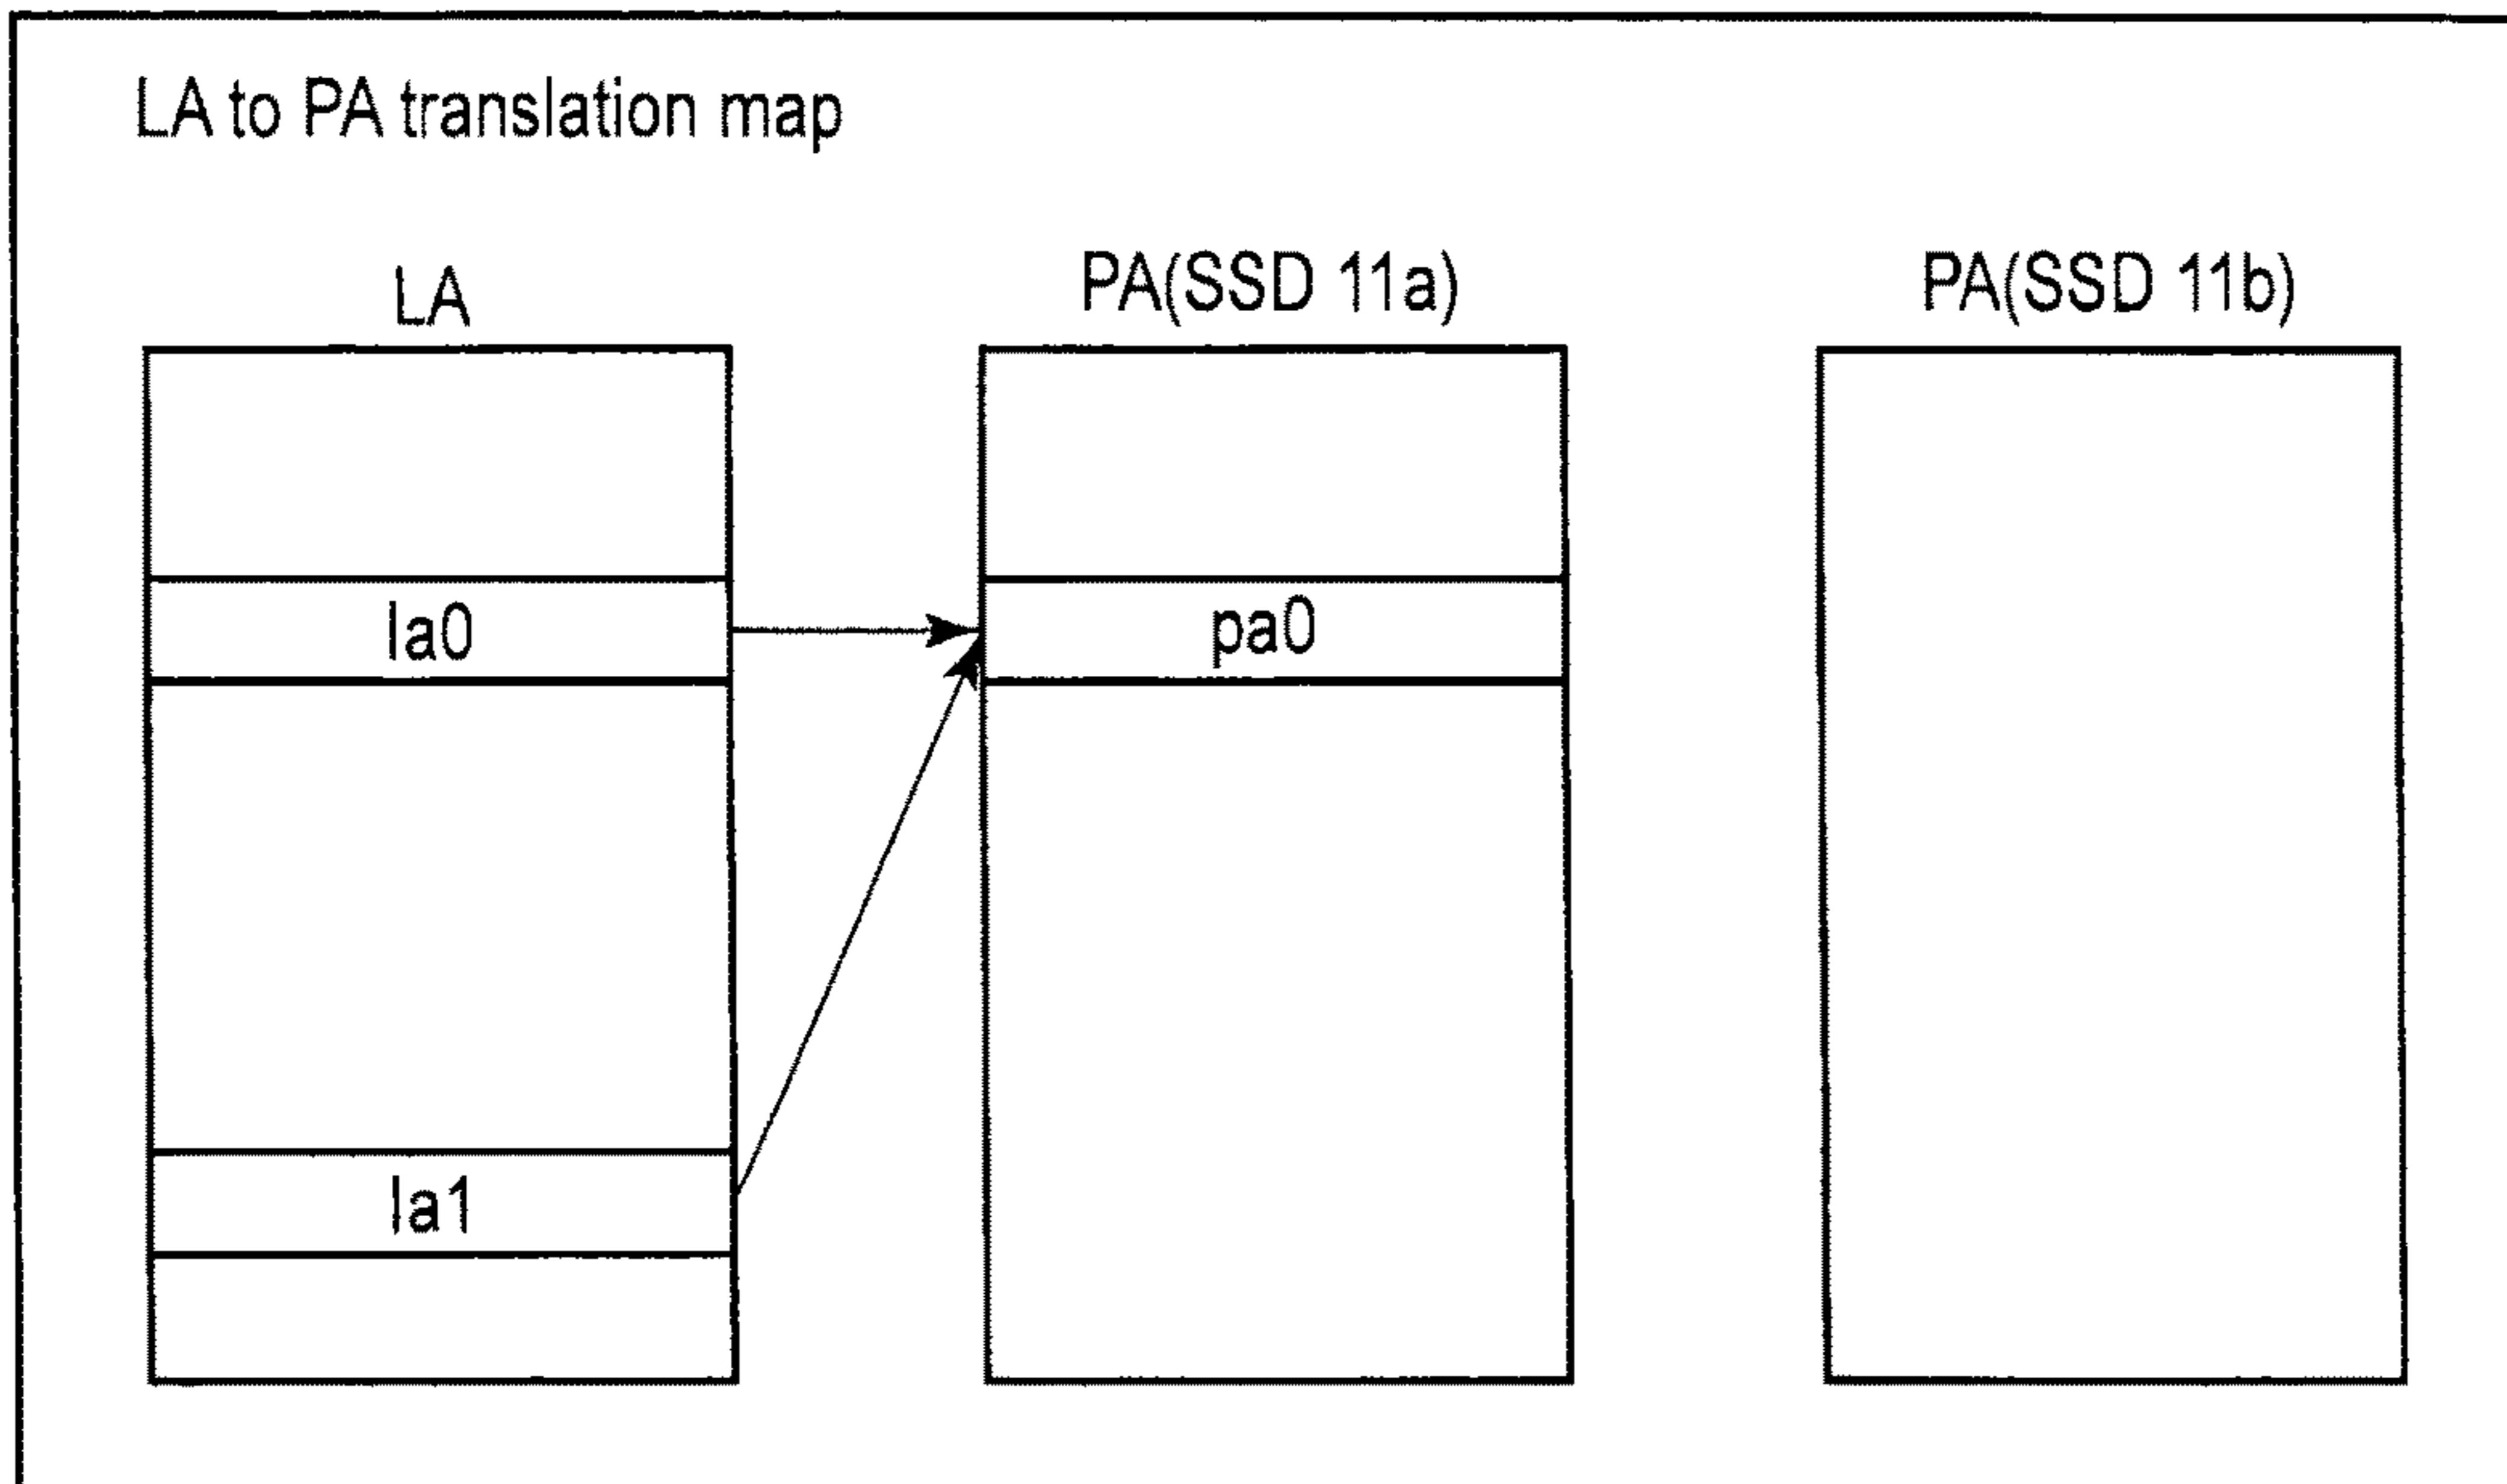 LA to PA translation map
LA
PA(SSD 11a)
PA(SSD 11b)
la0
pa0
la1